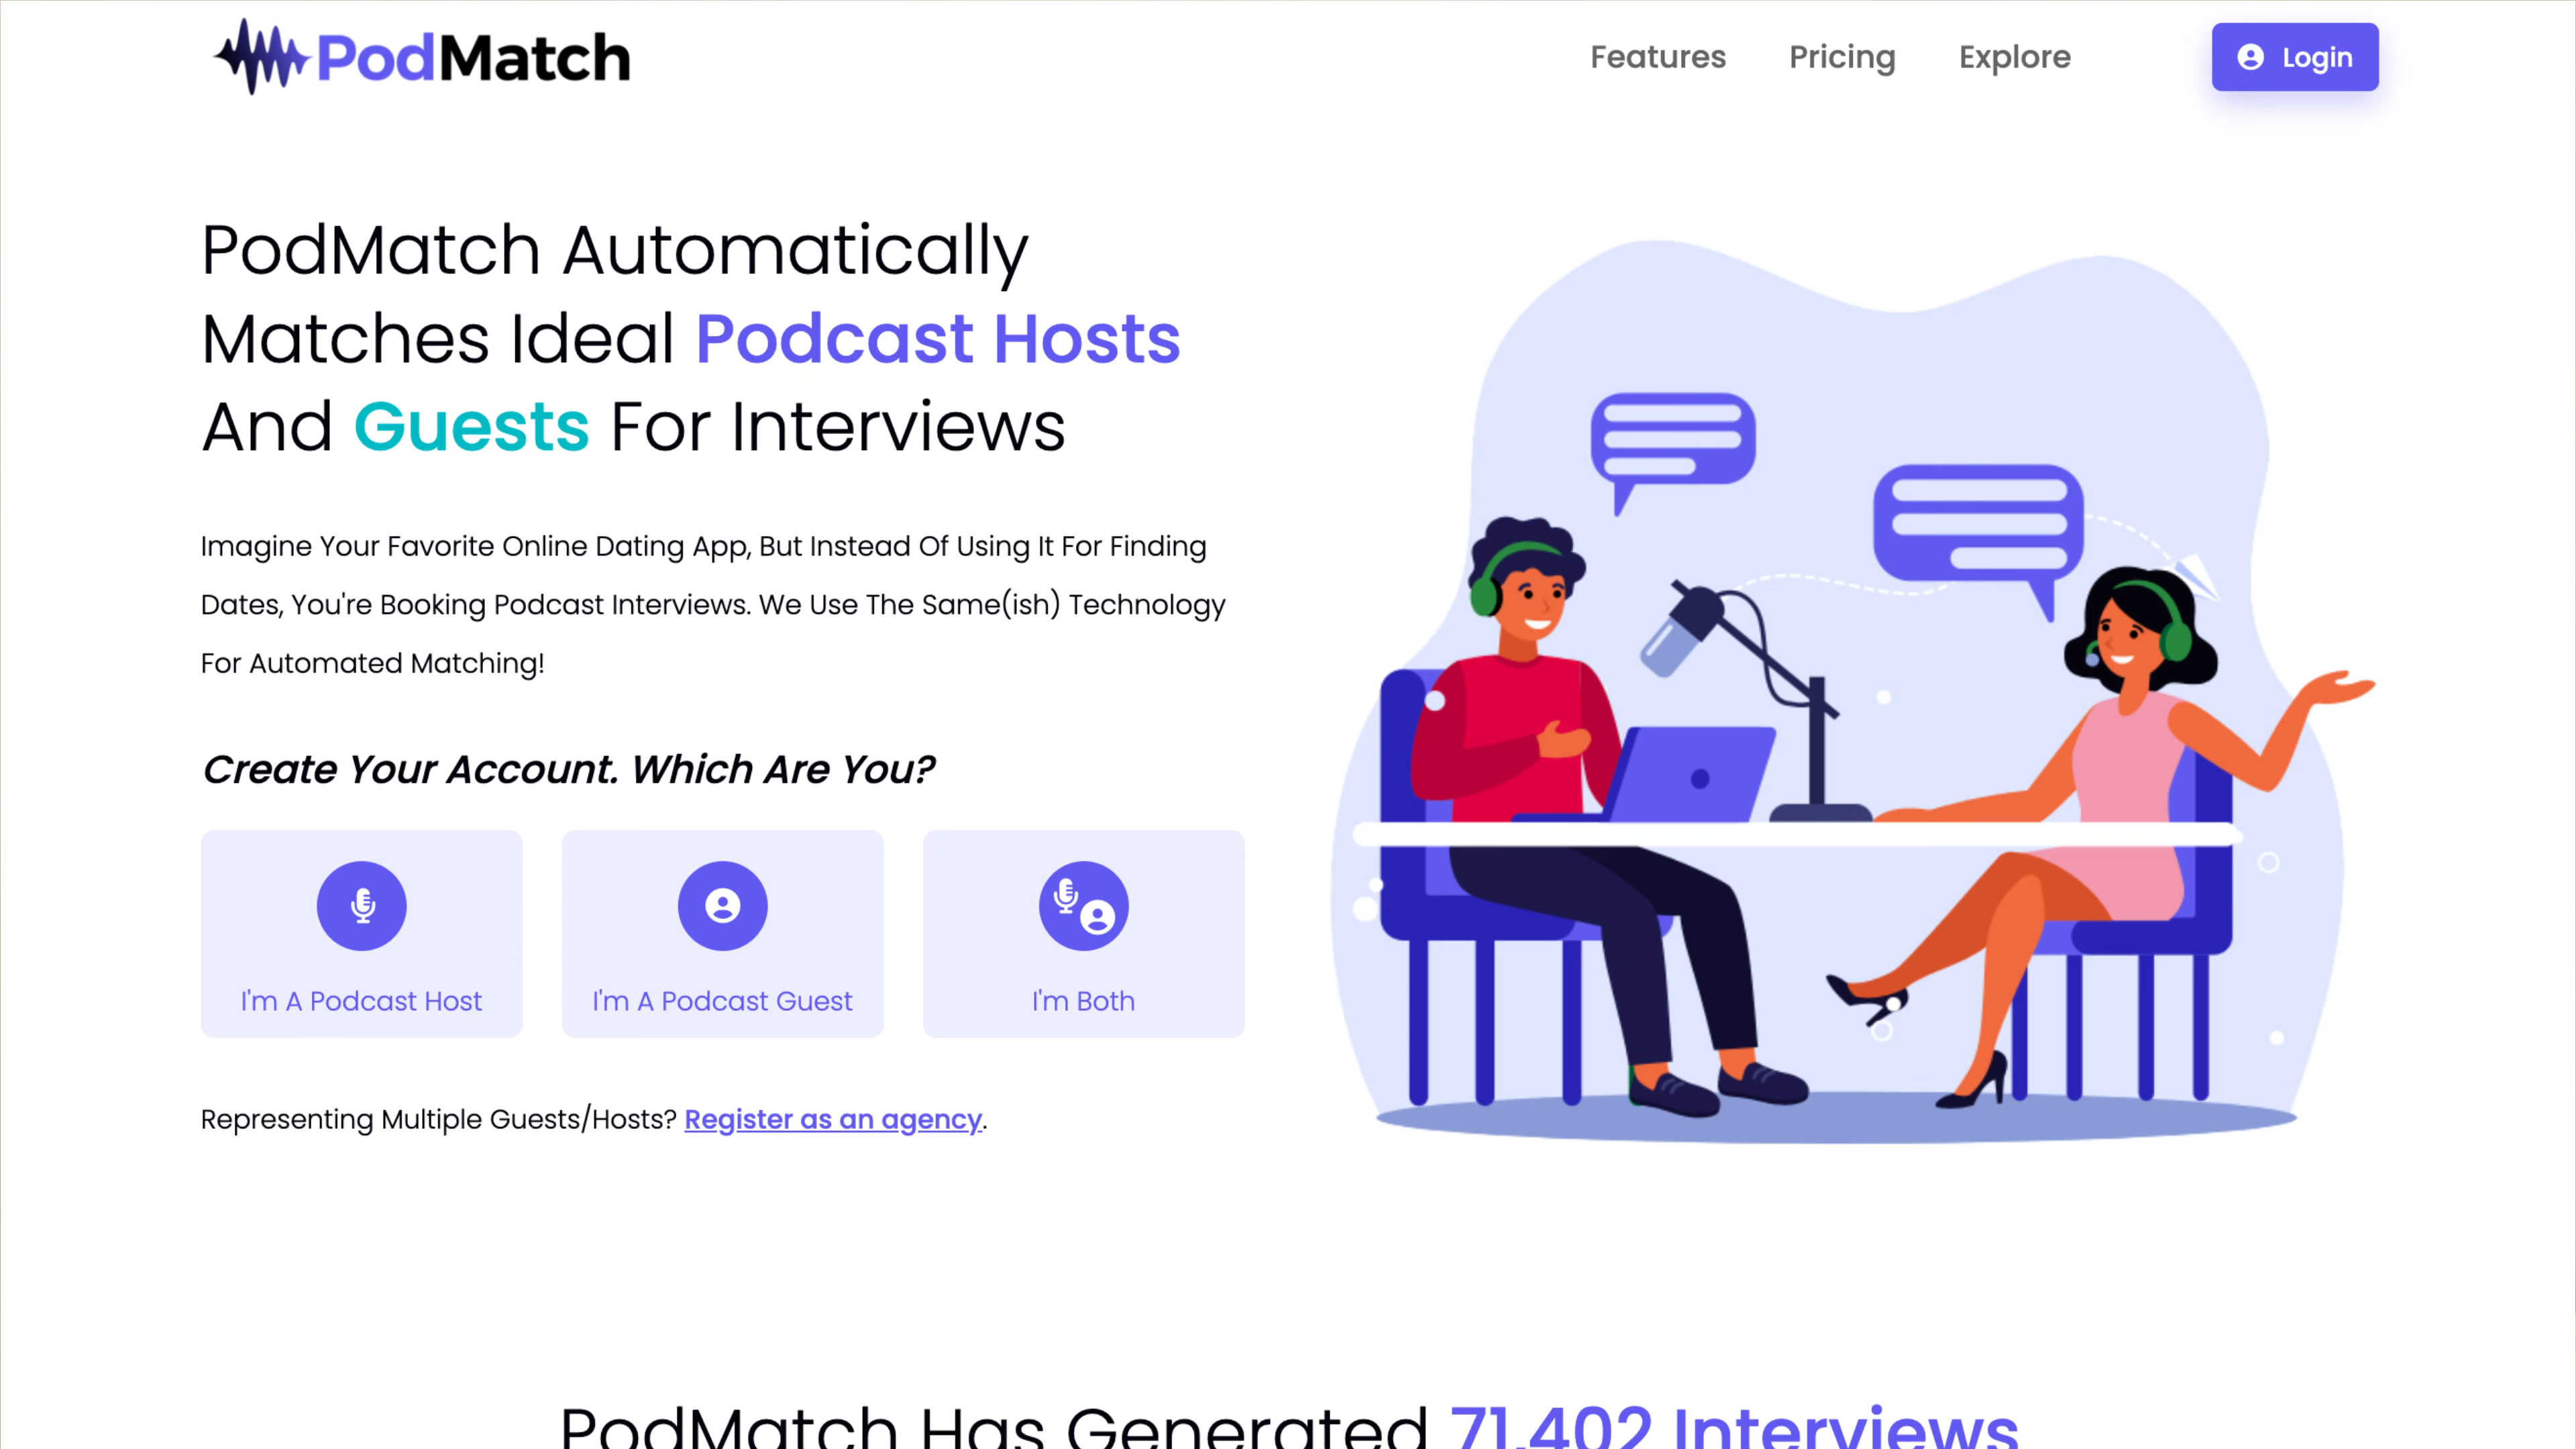 PodMatch
Features
Pricing
Explore
Login
PodMatch Automatically
Matches Ideal Podcast Hosts
And Guests For Interviews
Imagine Your Favorite Online Dating App, But Instead Of Using It For Finding
Dates, You're Booking Podcast Interviews. We Use The Same(ish) Technology
For Automated Matching!
Create Your Account. Which Are You?
I'm A Podcast Host
I'm A Podcast Guest
I'm Both
Representing Multiple Guests/Hosts? Register as an agency.
PodMatch Has Generated 71,402 Interviews